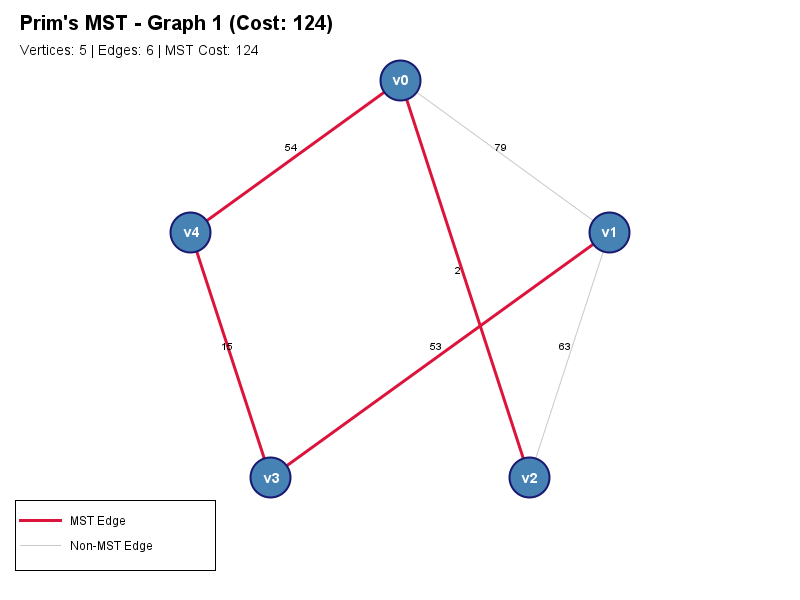 Prim's MST - Graph 1 (Cost: 124)
Vertices: 5 | Edges: 6 | MST Cost: 124
v0
54
79
v4
v1
2
15
53
63
v3
v2
MST Edge
Non-MST Edge